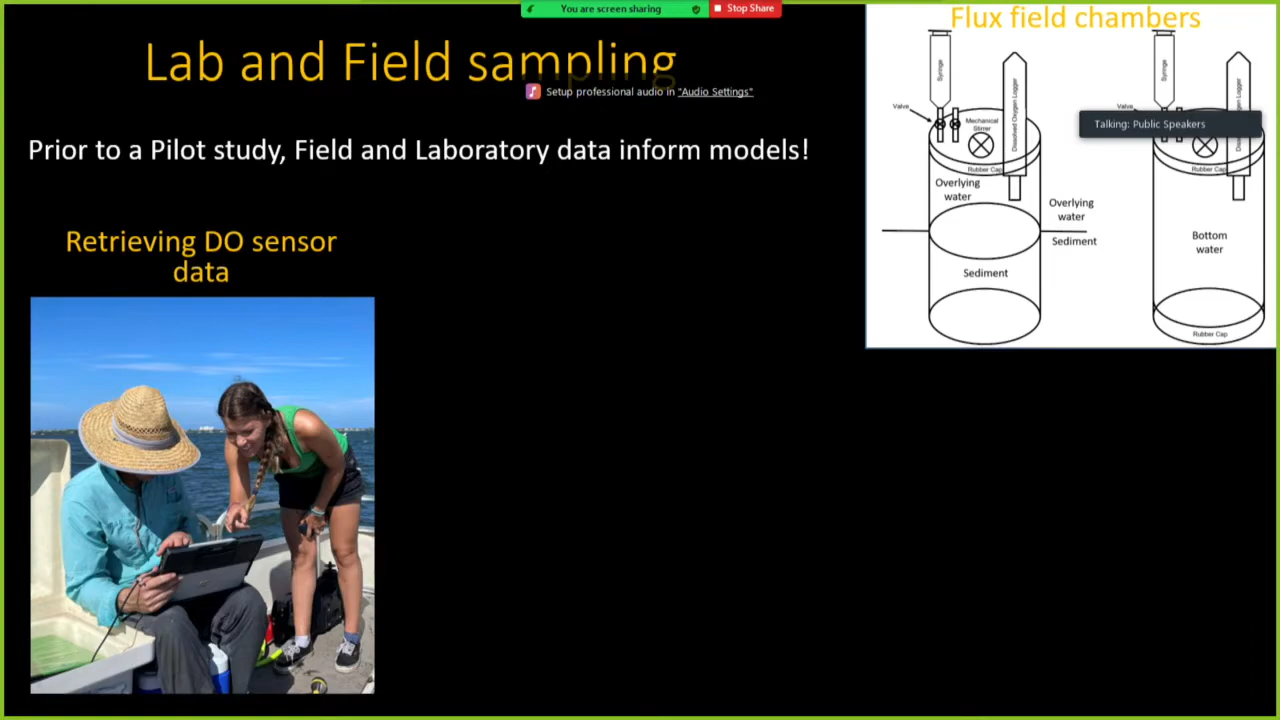 You are screen sharing
Stop Share
Flux field chambers
Lab and Field sampling
Setup professional audio in "Audio Settings"
Prior to a Pilot study, Field and Laboratory data inform models!
Retrieving DO sensor
data
Syringe
Valve
Mechanical
Stirrer
Dissolved Oxygen Logger
Rubber Cap
Overlying
water
Overlying
water
Sediment
Sediment
Syringe
Valve
Talking: Public Speakers
Rubber Cap
Bottom
water
Rubber Cap